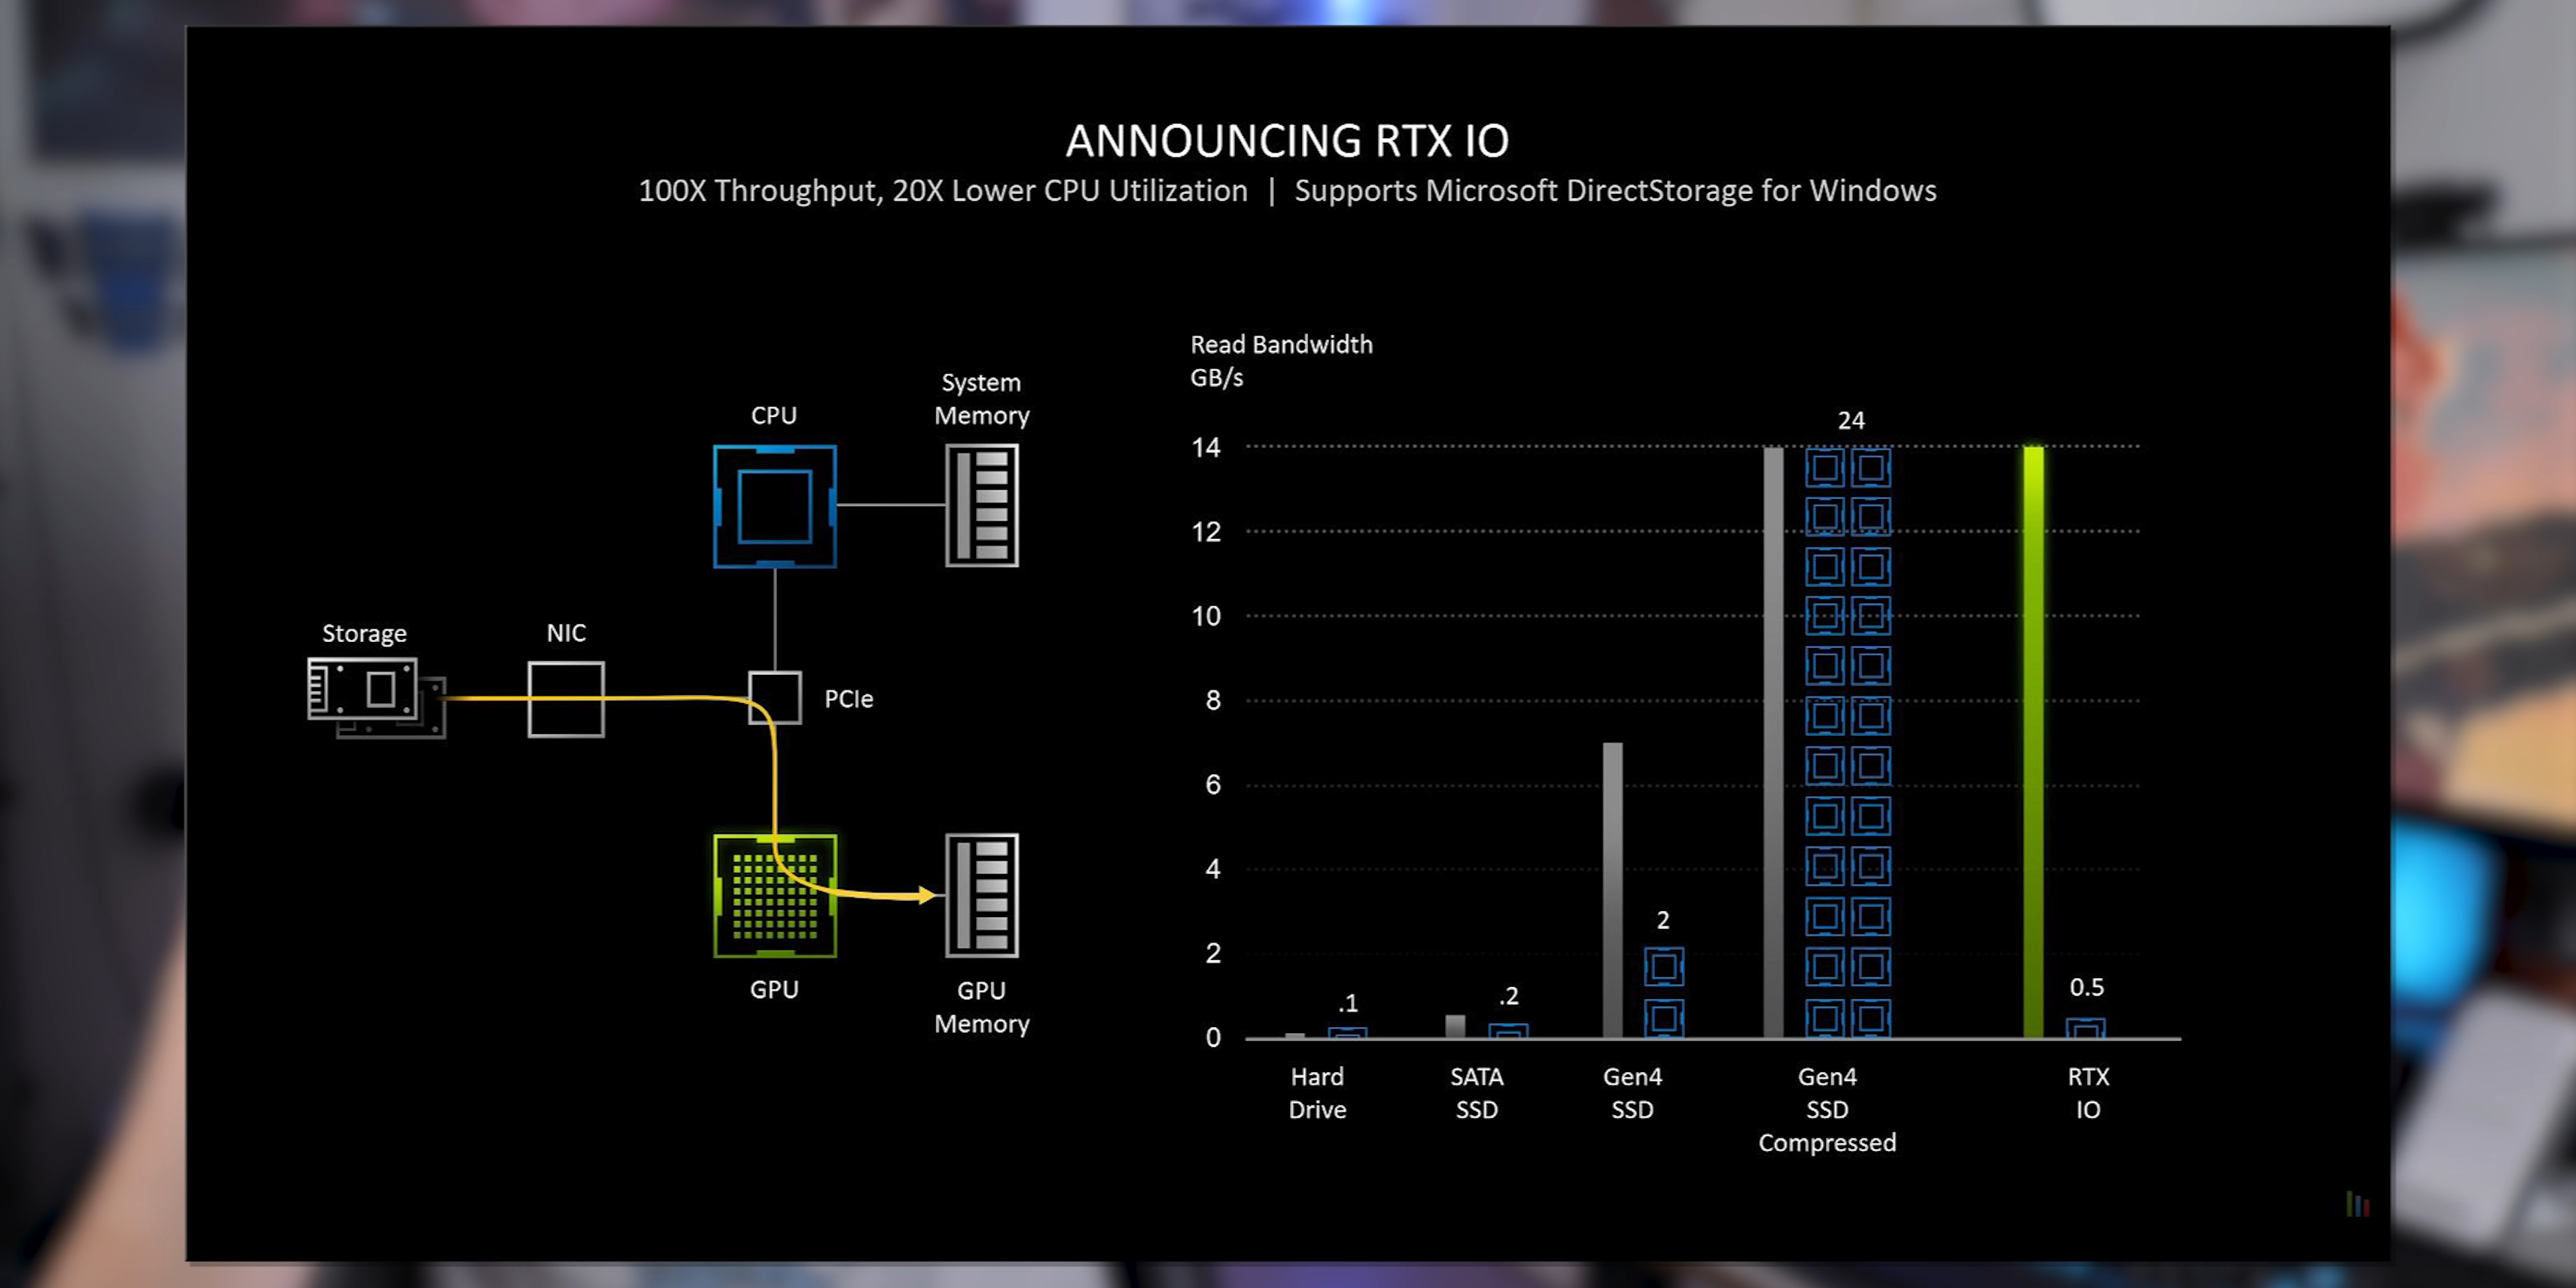 ANNOUNCING RTX IO
100X Throughput, 20X Lower CPU Utilization | Supports Microsoft DirectStorage for Windows
CPU
System
Memory
Storage
NIC
PCIe
GPU
GPU
Memory
Read Bandwidth
GB/s
14
12
10
8
6
4
2
0
.1
.2
2
24
0.5
Hard
Drive
SATA
SSD
Gen4
SSD
Gen4
SSD
Compressed
RTX
IO